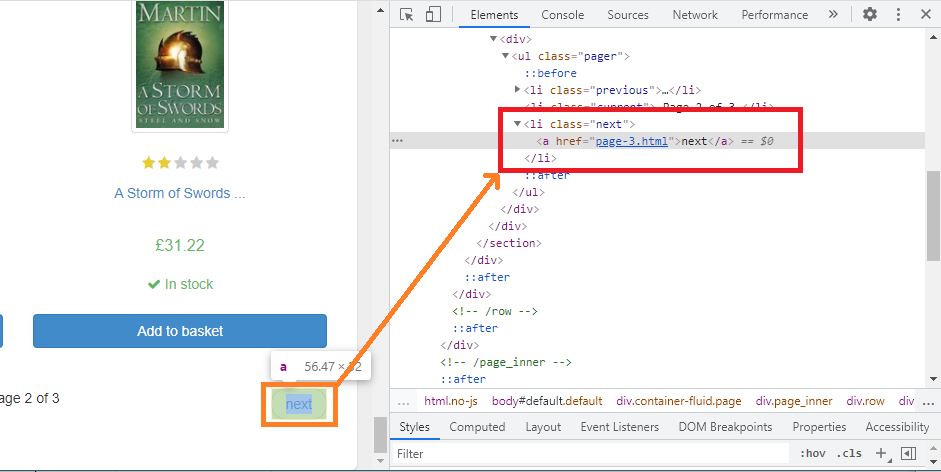 MARTIN
A STORM
OF SWORDS
STEEL AND SNOW
A Storm of Swords ...
£31.22
In stock
Add to basket
a 56.47 × 32
age 2 of 3
next
Elements Console Sources Network Performance »
<div>
<ul class="pager">
::before
<li class="previous">…</li>
<li class="current"> Page 2 of 3 </li>
<li class="next">
<a href="page-3.html">next</a> == $0
</li>
::after
</ul>
</div>
</div>
</section>
</div>
::after
</div>
<!-- /row -->
::after
</div>
<!-- /page_inner -->
::after
... html.no-js body#default.default div.container-fluid.page div.page_inner div.row div. ...
Styles Computed Layout Event Listeners DOM Breakpoints Properties Accessibility
Filter :hov .cls +